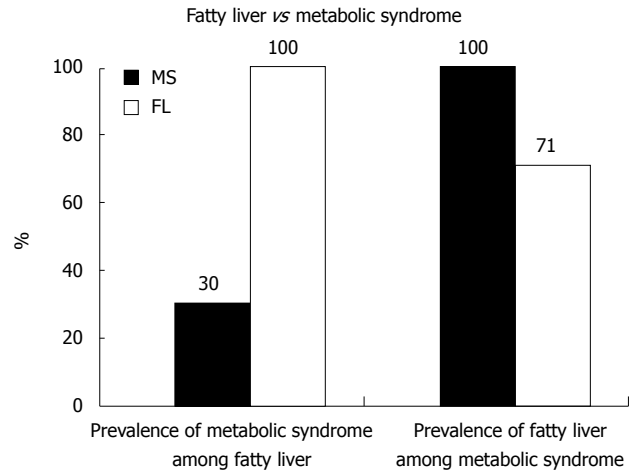 Fatty liver vs metabolic syndrome
100
100
100
MS
FL
80
71
60
%
40
30
20
0
Prevalence of metabolic syndrome
among fatty liver
Prevalence of fatty liver
among metabolic syndrome